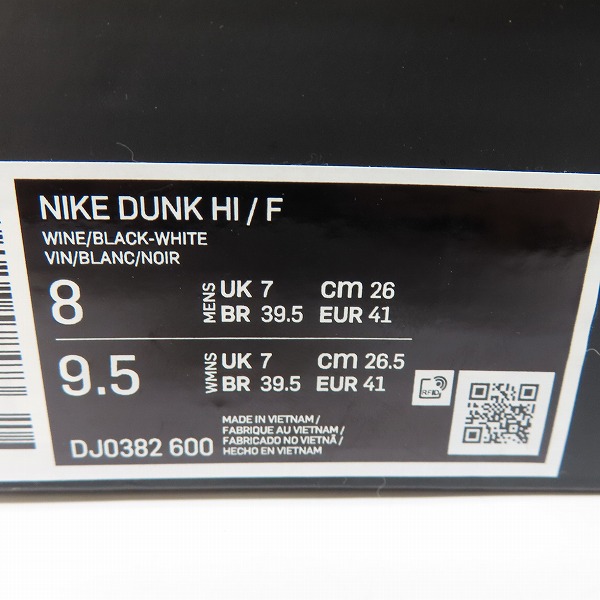 NIKE DUNK HI / F
WINE/BLACK-WHITE
VIN/BLANC/NOIR
8 MENS UK 7 cm 26
BR 39.5 EUR 41
9.5 WMNS UK 7 cm 26.5
BR 39.5 EUR 41
RFID
DJ0382 600
MADE IN VIETNAM /
FABRIQUE AU VIETNAM /
FABRICADO NO VIETNÃ /
HECHO EN VIETNAM